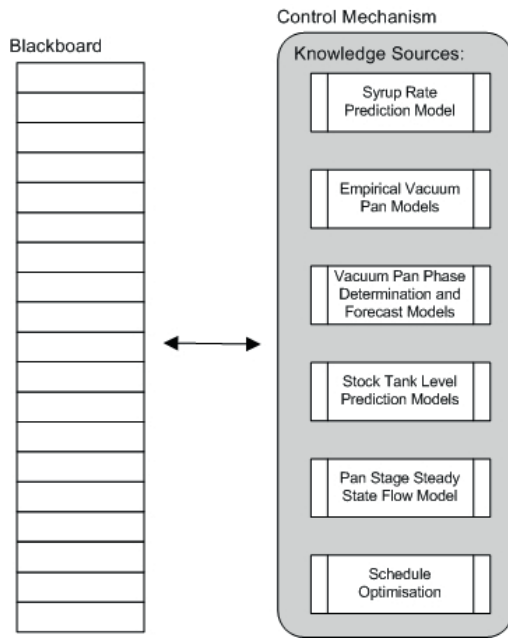 Control Mechanism
Blackboard
Knowledge Sources:
Syrup Rate
Prediction Model
Empirical Vacuum
Pan Models
Vacuum Pan Phase
Determination and
Forecast Models
Stock Tank Level
Prediction Models
Pan Stage Steady
State Flow Model
Schedule
Optimisation